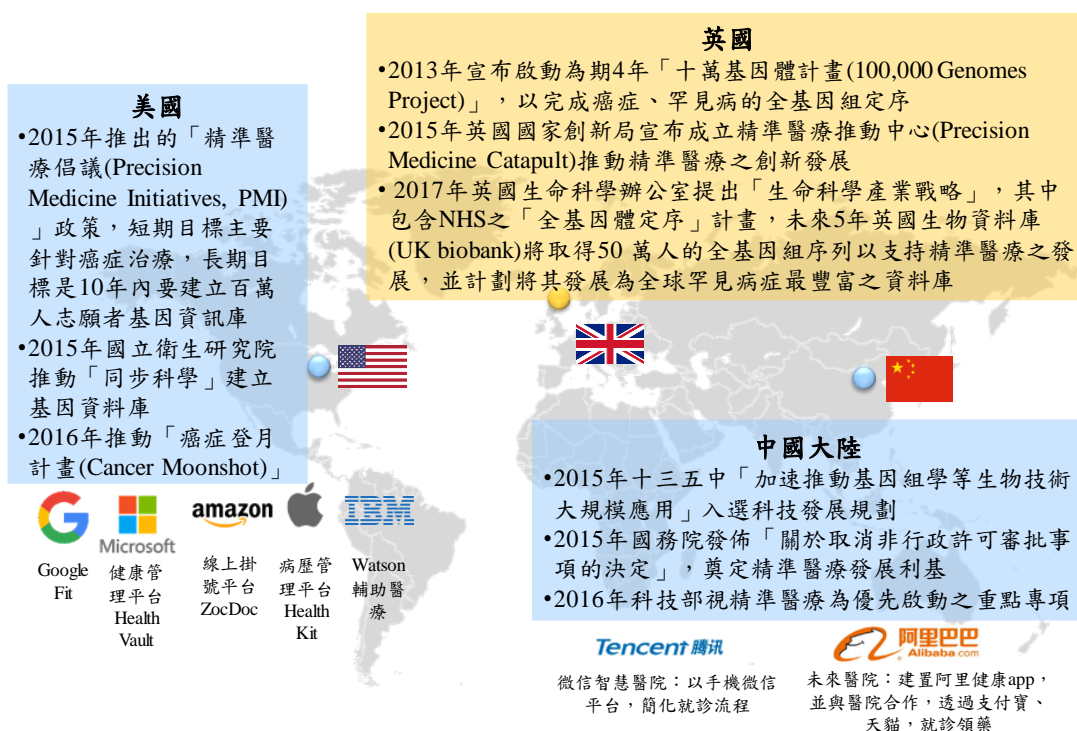 英國
•2013年宣布啟動為期4年「十萬基因體計畫(100,000 Genomes
Project)」，以完成癌症、罕見病的全基因組定序
•2015年英國國家創新局宣布成立精準醫療推動中心(Precision
Medicine Catapult)推動精準醫療之創新發展
• 2017年英國生命科學辦公室提出「生命科學產業戰略」，其中
包含NHS之「全基因體定序」計畫，未來5年英國生物資料庫
(UK biobank)將取得50 萬人的全基因組序列以支持精準醫療之發
展，並計劃將其發展為全球罕見病症最豐富之資料庫
美國
•2015年推出的「精準醫
療倡議(Precision
Medicine Initiatives, PMI)
」政策，短期目標主要
針對癌症治療，長期目
標是10年內要建立百萬
人志願者基因資訊庫
•2015年國立衛生研究院
推動「同步科學」建立
基因資料庫
•2016年推動「癌症登月
計畫(Cancer Moonshot)」
G
Google
Fit
Microsoft
健康管
理平台
Health
Vault
amazon
線上掛
號平台
ZocDoc
病歷管
理平台
Health
Kit
IBM
Watson
輔助醫
療
中國大陸
•2015年十三五中「加速推動基因組學等生物技術
大規模應用」入選科技發展規劃
•2015年國務院發佈「關於取消非行政許可審批事
項的決定」，奠定精準醫療發展利基
•2016年科技部視精準醫療為優先啟動之重點專項
Tencent 腾讯
微信智慧醫院：以手機微信
平台，簡化就診流程
阿里巴巴
Alibaba.com
未來醫院：建置阿里健康app，
並與醫院合作，透過支付寶、
天貓，就診領藥